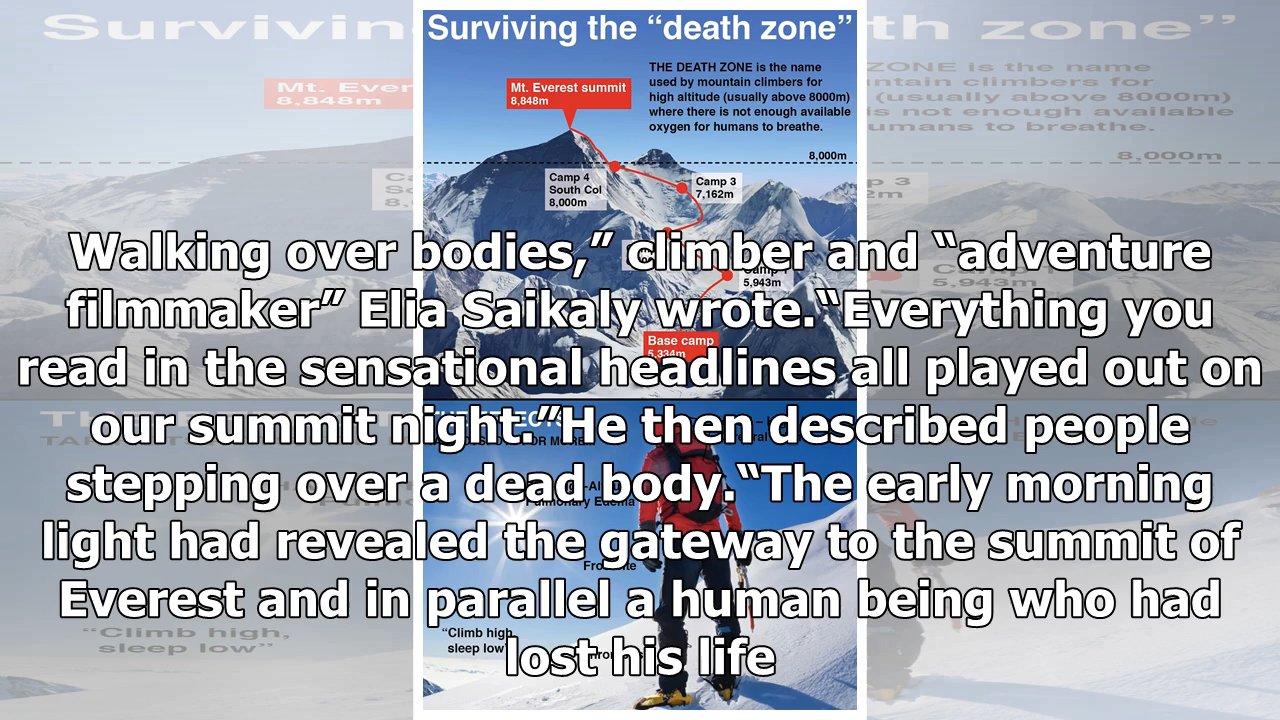 Surviving the “death zone”
THE DEATH ZONE is the name
used by mountain climbers for
high altitude (usually above 8000m)
where there is not enough available
oxygen for humans to breathe.
Mt. Everest summit
8,848m
8,000m
Camp 4
South Col
8,000m
Camp 3
7,162m
Camp
5,943m
Base camp
5,334m
Walking over bodies,” climber and “adventure
filmmaker” Elia Saikaly wrote.“Everything you
read in the sensational headlines all played out on
our summit night.”He then described people
stepping over a dead body.“The early morning
light had revealed the gateway to the summit of
Everest and in parallel a human being who had
lost his life
Pulmonary Edema
“Climb high,
sleep low”